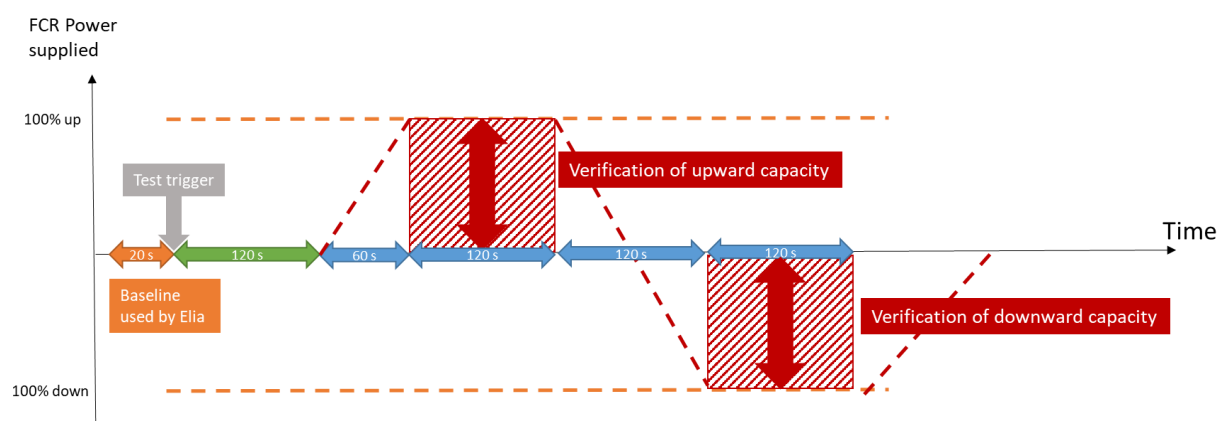 FCR Power
supplied
100% up
Test trigger
Verification of upward capacity
Time
20 s
120 s
60 s
120 s
120 s
120 s
Baseline
used by Elia
Verification of downward capacity
100% down